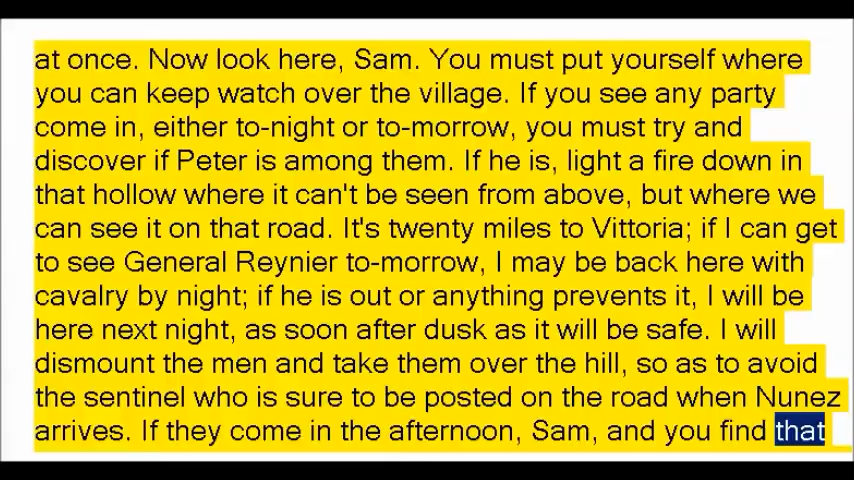 at once. Now look here, Sam. You must put yourself where
you can keep watch over the village. If you see any party
come in, either to-night or to-morrow, you must try and
discover if Peter is among them. If he is, light a fire down in
that hollow where it can't be seen from above, but where we
can see it on that road. It's twenty miles to Vittoria; if I can get
to see General Reynier to-morrow, I may be back here with
cavalry by night; if he is out or anything prevents it, I will be
here next night, as soon after dusk as it will be safe. I will
dismount the men and take them over the hill, so as to avoid
the sentinel who is sure to be posted on the road when Nunez
arrives. If they come in the afternoon, Sam, and you find that